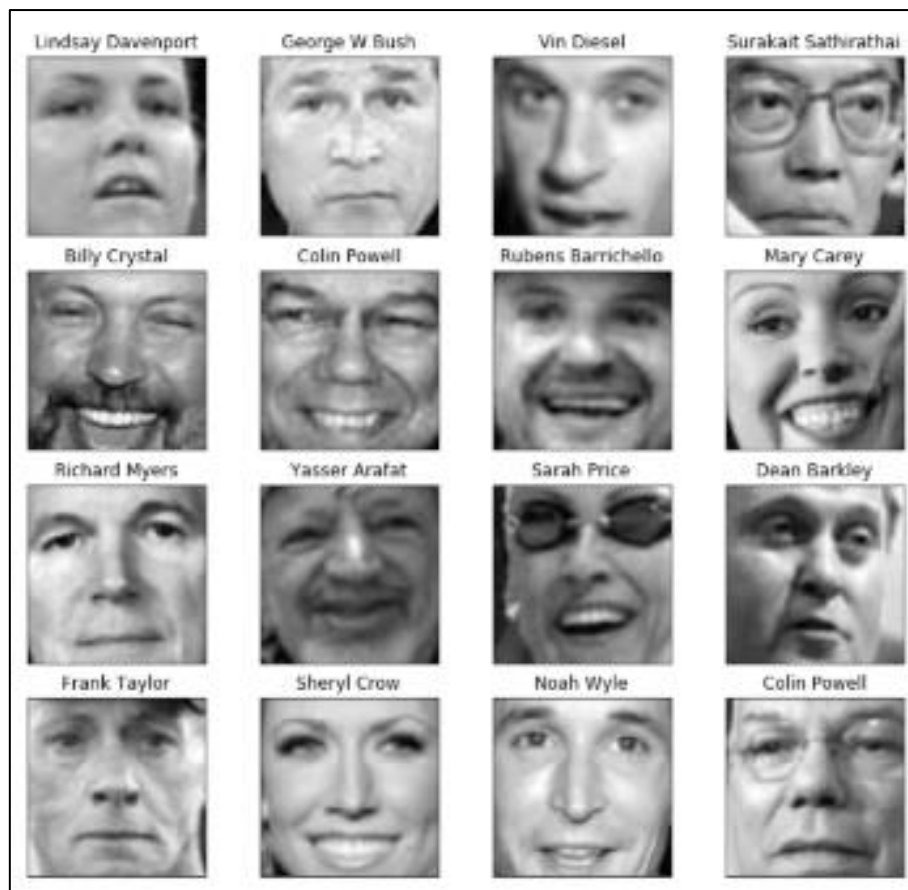 Lindsay Davenport George W Bush Vin Diesel Surakait Sathirathai
Billy Crystal Colin Powell Rubens Barrichello Mary Carey
Richard Myers Yasser Arafat Sarah Price Dean Barkley
Frank Taylor Sheryl Crow Noah Wyle Colin Powell